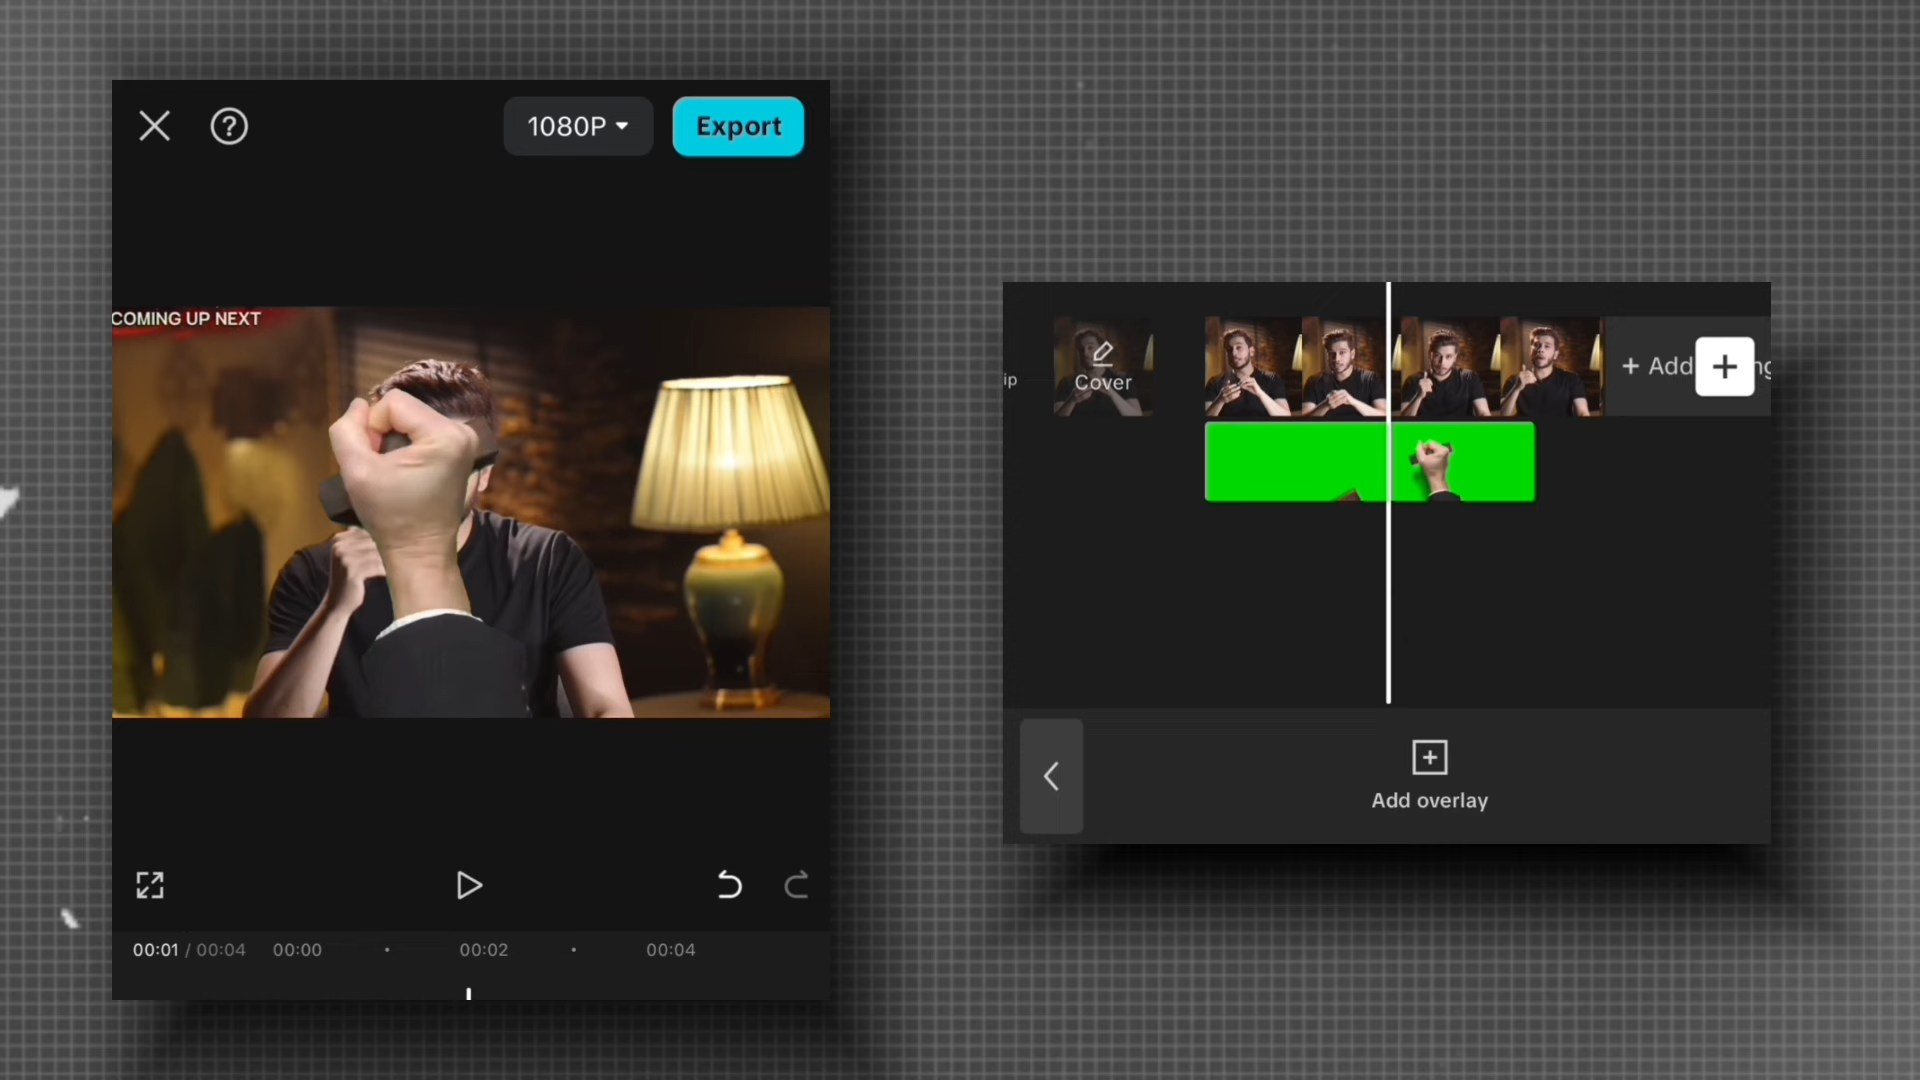 1080P
Export
COMING UP NEXT
00:01 / 00:04
00:00
00:02
00:04
ip
Cover
+ Add
Add overlay